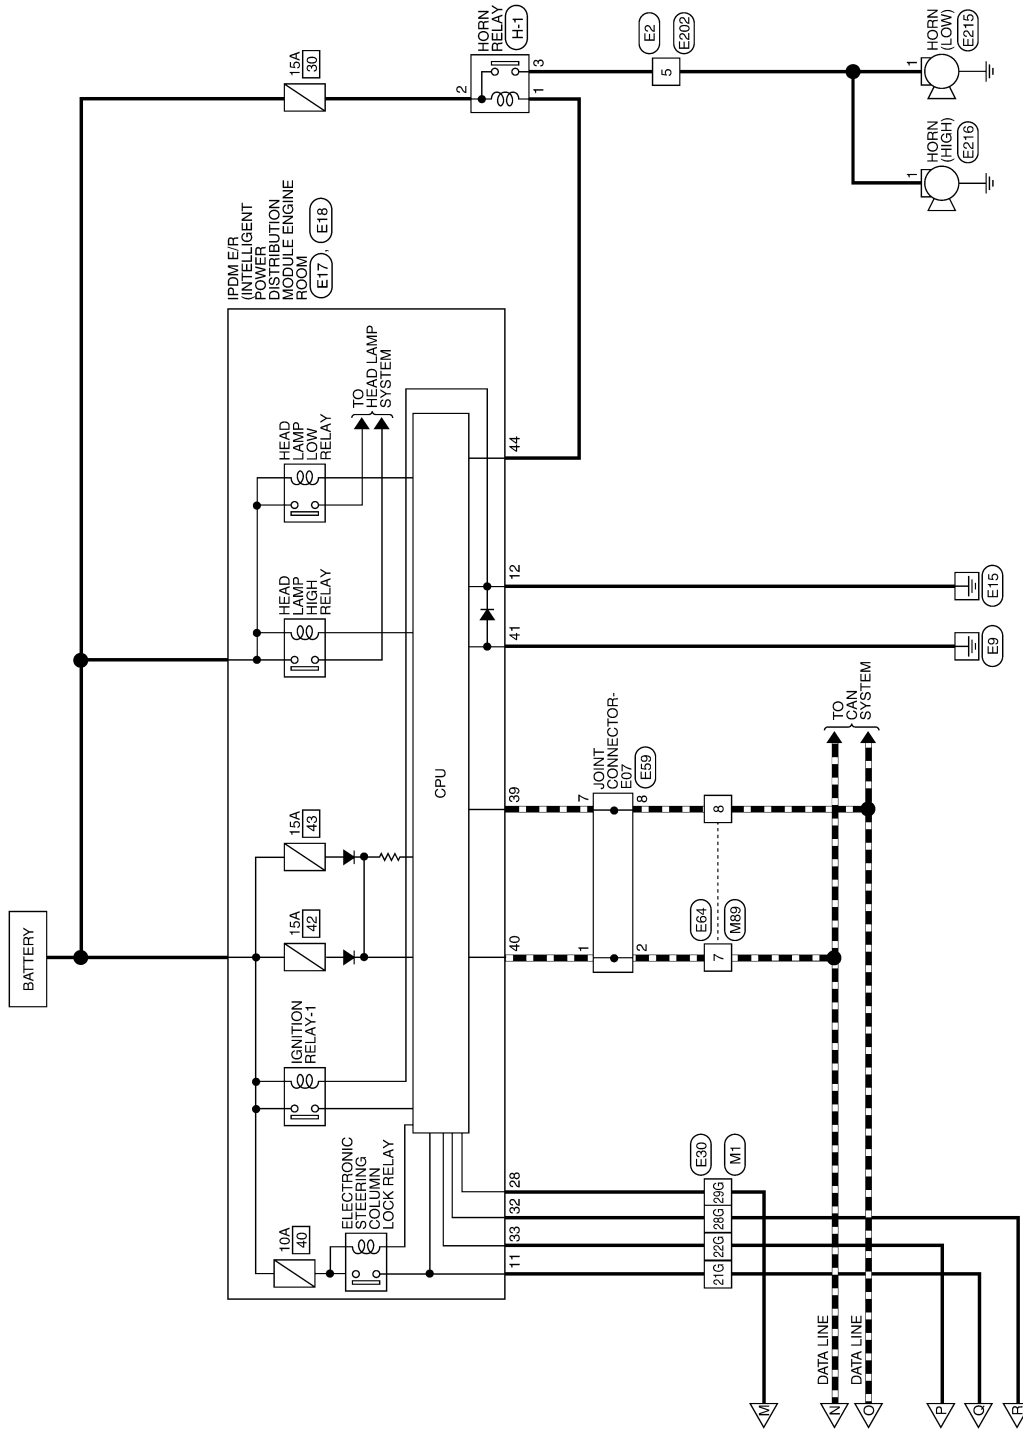 BATTERY
15A
30
HORN
RELAY
H-1
2
3
1
E2
E202
5
1
HORN
(LOW)
E215
1
HORN
(HIGH)
E216
IPDM E/R
(INTELLIGENT
POWER
DISTRIBUTION
MODULE ENGINE
ROOM
E17 , E18
10A
40
ELECTRONIC
STEERING
COLUMN
LOCK RELAY
IGNITION
RELAY-1
15A
42
15A
43
HEAD
LAMP
HIGH
RELAY
HEAD
LAMP
LOW
RELAY
TO
HEAD LAMP
SYSTEM
CPU
11
33
32
28
40
39
41
12
44
21G
22G
28G
29G
E30
M1
1
7
JOINT
CONNECTOR-
E07
E59
2
8
7
8
E64
M89
TO
CAN
SYSTEM
E9
E15
DATA LINE
DATA LINE
M
N
O
P
Q
R